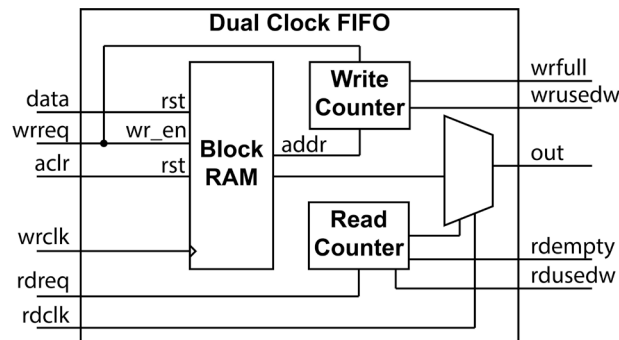 Dual Clock FIFO
data
wrreq
aclr
wrclk
rdreq
rdclk
rst
wr_en
rst
Block
RAM
addr
Write
Counter
Read
Counter
wrfull
wrusedw
out
rdempty
rdusedw